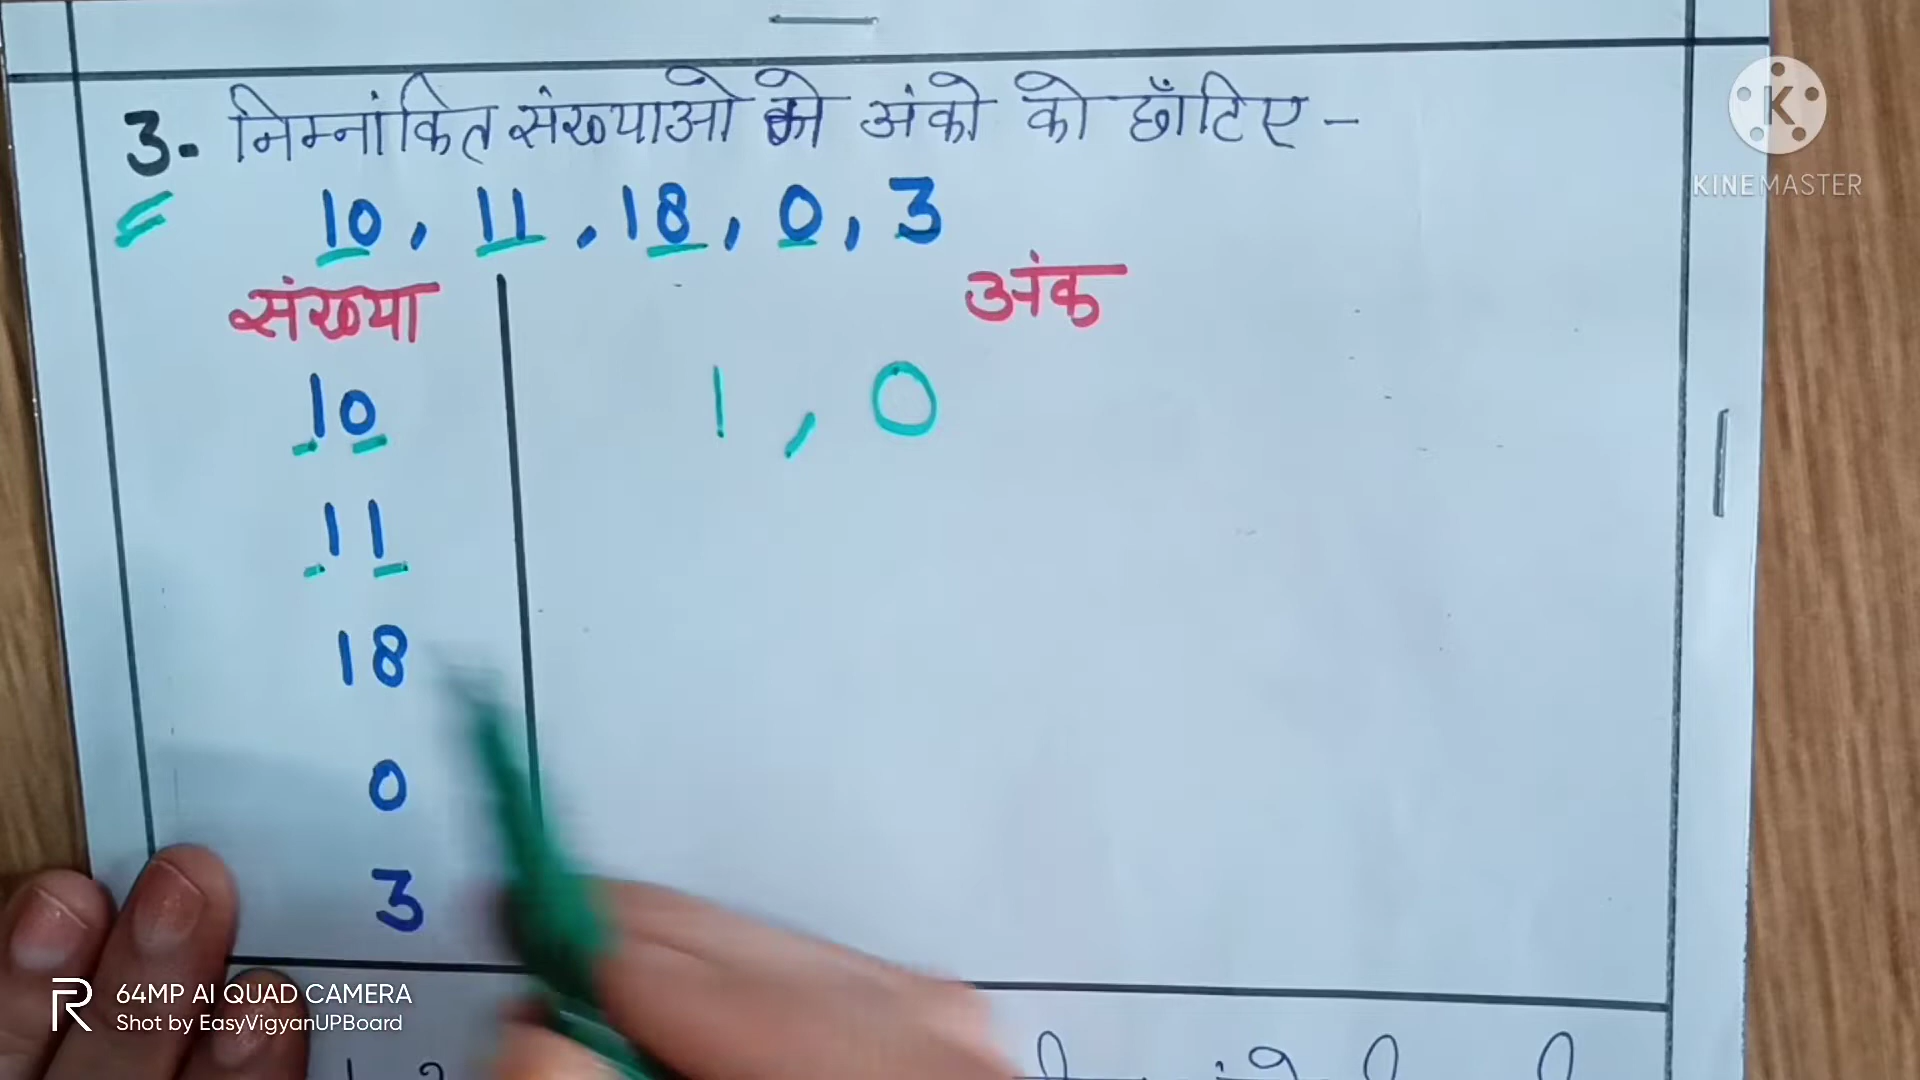 3. निम्नांकित संख्याओ के अंको को छाँटिए -
10, 11, 18, 0, 3
संख्या अंक
10 1, 0
11
18
0
3
KINEMASTER
64MP AI QUAD CAMERA
Shot by EasyVigyanUPBoard